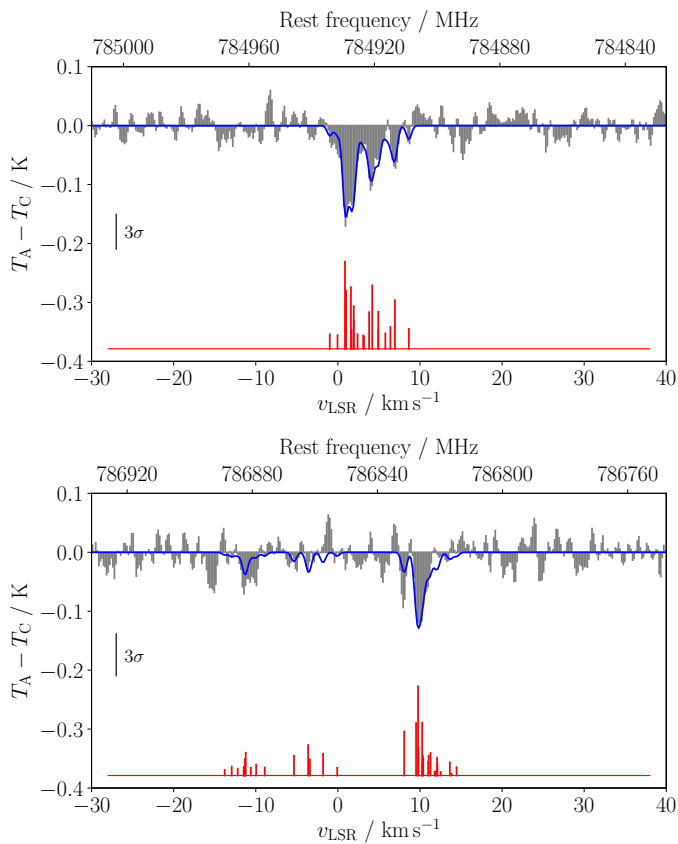 Rest frequency / MHz
785000 784960 784920 784880 784840
0.1
0.0
−0.1
−0.2
−0.3
−0.4
T_A − T_C / K
3σ
−30 −20 −10 0 10 20 30 40
v_LSR / km s⁻¹
Rest frequency / MHz
786920 786880 786840 786800 786760
0.1
0.0
−0.1
−0.2
−0.3
−0.4
T_A − T_C / K
3σ
−30 −20 −10 0 10 20 30 40
v_LSR / km s⁻¹